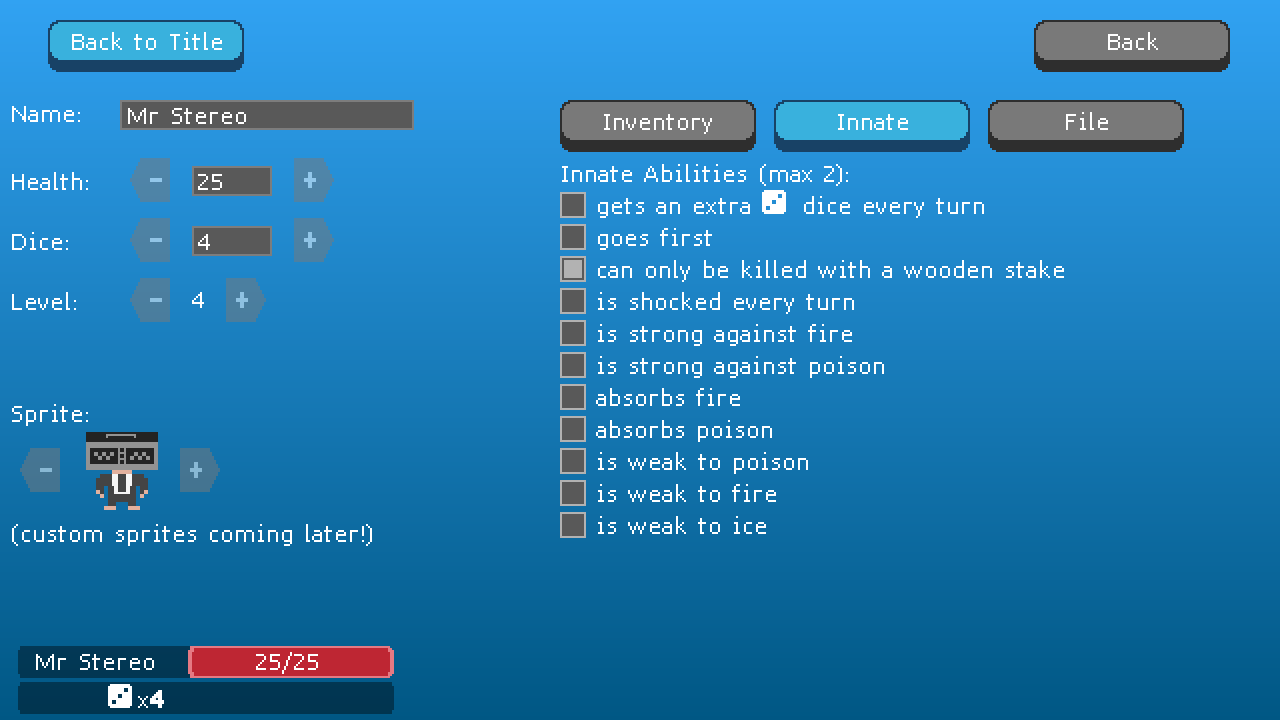 Back to Title
Back
Name: Mr Stereo
Health: - 25 +
Dice: - 4 +
Level: - 4 +
Sprite:
- +
(custom sprites coming later!)
Mr Stereo 25/25
x4
Inventory Innate File
Innate Abilities (max 2):
gets an extra dice every turn
goes first
can only be killed with a wooden stake
is shocked every turn
is strong against fire
is strong against poison
absorbs fire
absorbs poison
is weak to poison
is weak to fire
is weak to ice